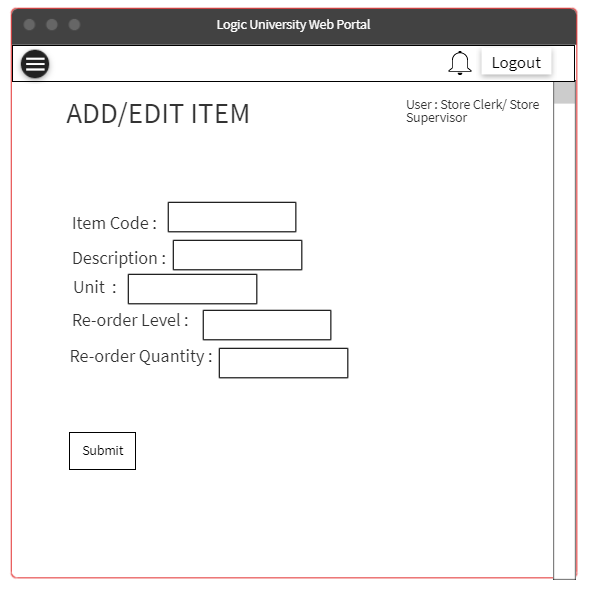 Logic University Web Portal
Logout
ADD/EDIT ITEM
User : Store Clerk/ Store
Supervisor
Item Code :
Description :
Unit :
Re-order Level :
Re-order Quantity :
Submit